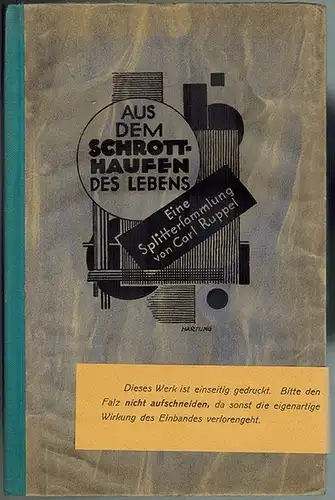 AUS
DEM
SCHROTT-
HAUFEN
DES LEBENS
Eine
Splittersammlung
von Carl Ruppel
HARTUNG
Dieses Werk ist einseitig gedruckt. Bitte den
Falz nicht aufschneiden, da sonst die eigenartige
Wirkung des Einbandes verlorengeht.